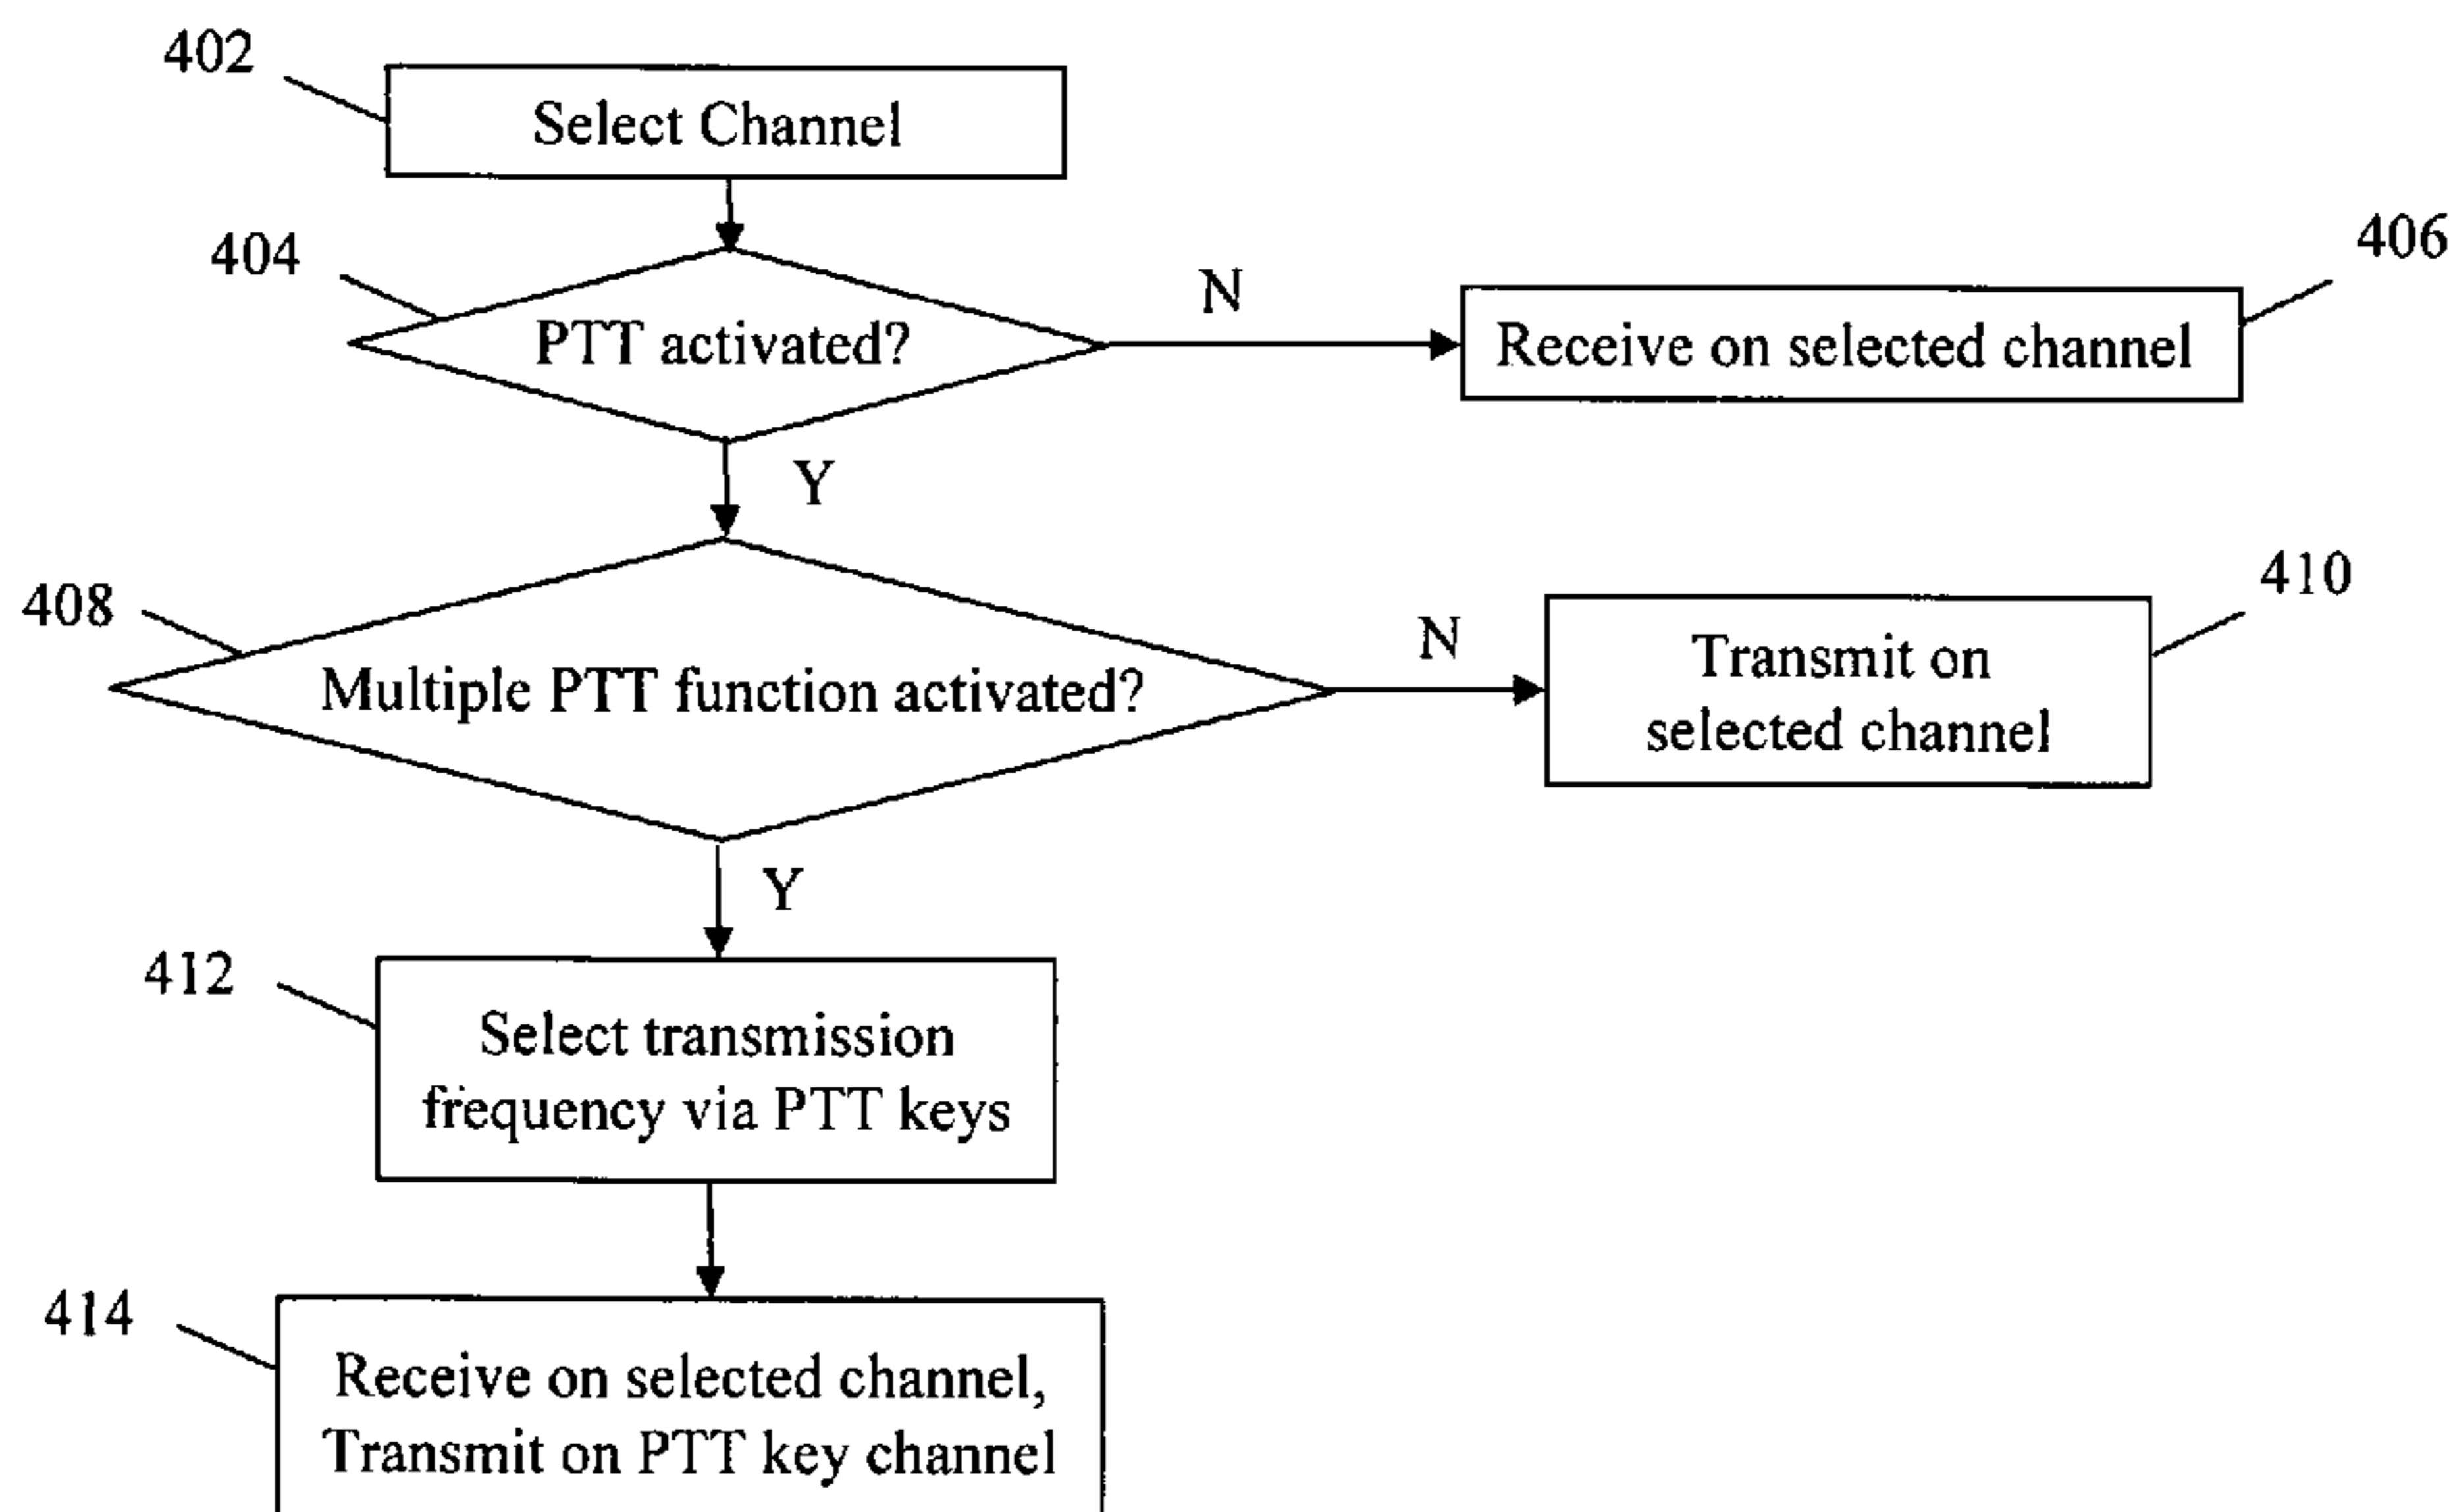 402
Select Channel
404
PTT activated?
N
406
Receive on selected channel
Y
408
Multiple PTT function activated?
N
410
Transmit on
selected channel
Y
412
Select transmission
frequency via PTT keys
414
Receive on selected channel,
Transmit on PTT key channel